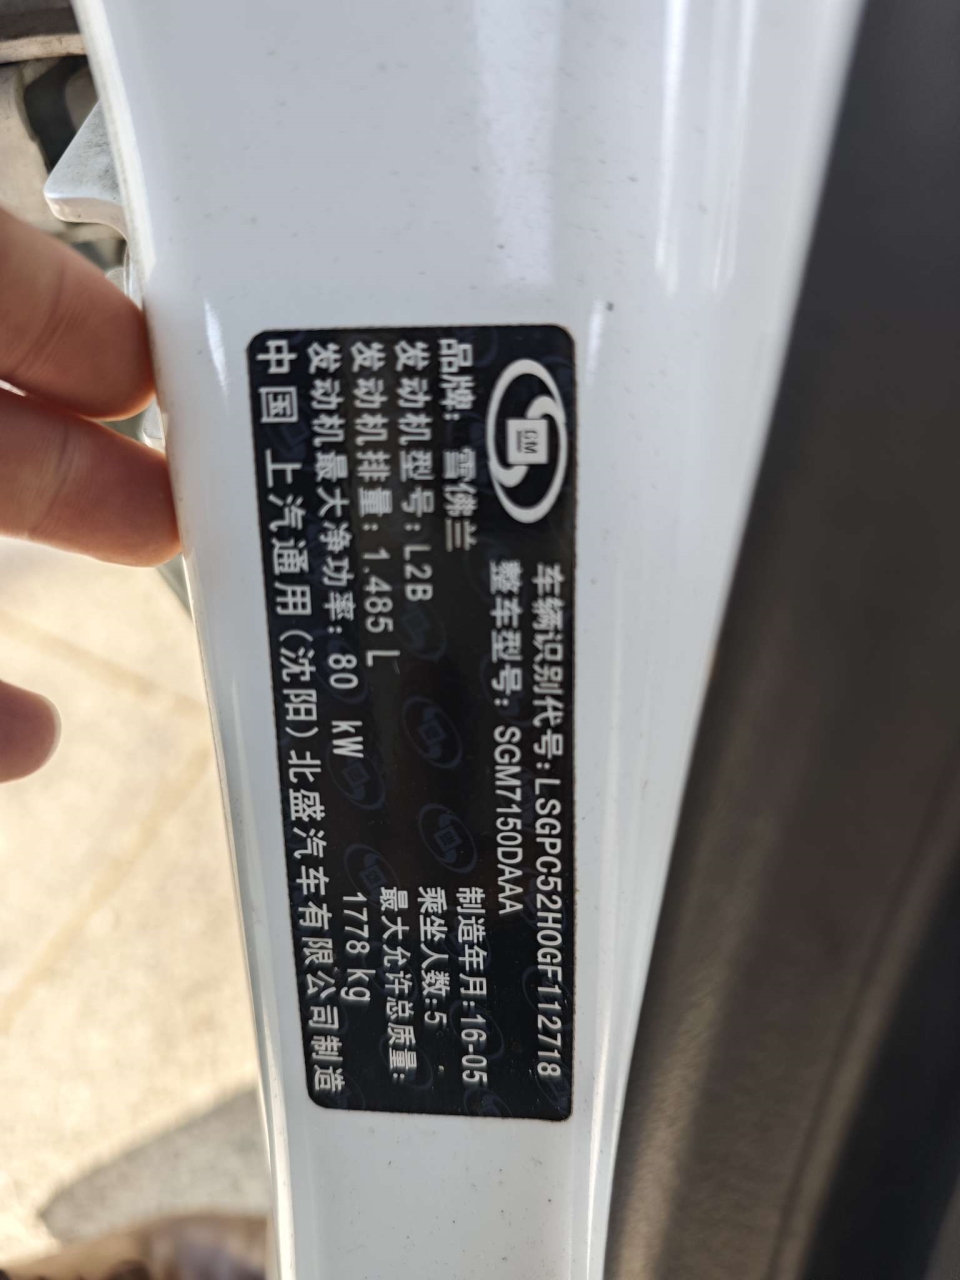 GM
车辆识别代号:LSGPC52H0GF112718
整车型号:SGM7150DAAA
品牌: 雪佛兰
制造年月:16-05
发动机型号:L2B
乘坐人数:5
发动机排量:1.485 L
最大允许总质量:
发动机最大净功率:80 kW
1778 kg
中国 上汽通用(沈阳)北盛汽车有限公司制造